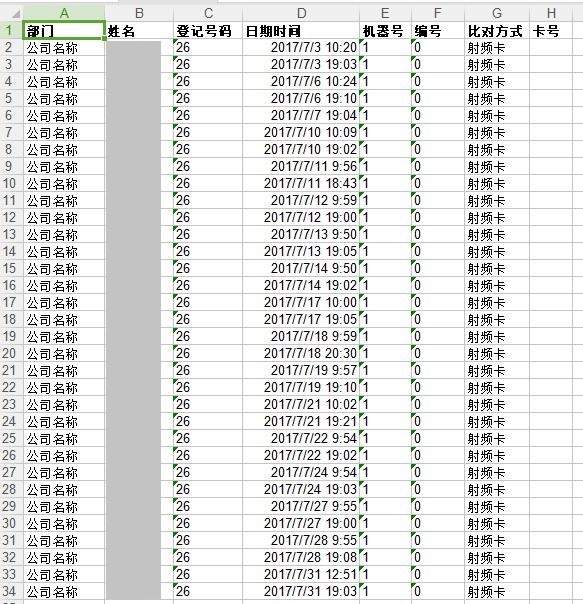 A B C D E F G H
1 部门 姓名 登记号码 日期时间 机器号 编号 比对方式 卡号
2 公司名称 26 2017/7/3 10:20 1 0 射频卡
3 公司名称 26 2017/7/3 19:03 1 0 射频卡
4 公司名称 26 2017/7/6 10:24 1 0 射频卡
5 公司名称 26 2017/7/6 19:10 1 0 射频卡
6 公司名称 26 2017/7/7 19:04 1 0 射频卡
7 公司名称 26 2017/7/10 10:09 1 0 射频卡
8 公司名称 26 2017/7/10 19:02 1 0 射频卡
9 公司名称 26 2017/7/11 9:56 1 0 射频卡
10 公司名称 26 2017/7/11 18:43 1 0 射频卡
11 公司名称 26 2017/7/12 9:59 1 0 射频卡
12 公司名称 26 2017/7/12 19:00 1 0 射频卡
13 公司名称 26 2017/7/13 9:50 1 0 射频卡
14 公司名称 26 2017/7/13 19:05 1 0 射频卡
15 公司名称 26 2017/7/14 9:50 1 0 射频卡
16 公司名称 26 2017/7/14 19:02 1 0 射频卡
17 公司名称 26 2017/7/17 10:00 1 0 射频卡
18 公司名称 26 2017/7/17 19:05 1 0 射频卡
19 公司名称 26 2017/7/18 9:59 1 0 射频卡
20 公司名称 26 2017/7/18 20:30 1 0 射频卡
21 公司名称 26 2017/7/19 9:57 1 0 射频卡
22 公司名称 26 2017/7/19 19:10 1 0 射频卡
23 公司名称 26 2017/7/21 10:02 1 0 射频卡
24 公司名称 26 2017/7/21 19:21 1 0 射频卡
25 公司名称 26 2017/7/22 9:54 1 0 射频卡
26 公司名称 26 2017/7/22 19:02 1 0 射频卡
27 公司名称 26 2017/7/24 9:54 1 0 射频卡
28 公司名称 26 2017/7/24 19:03 1 0 射频卡
29 公司名称 26 2017/7/27 9:55 1 0 射频卡
30 公司名称 26 2017/7/27 19:00 1 0 射频卡
31 公司名称 26 2017/7/28 9:55 1 0 射频卡
32 公司名称 26 2017/7/28 19:08 1 0 射频卡
33 公司名称 26 2017/7/31 12:51 1 0 射频卡
34 公司名称 26 2017/7/31 19:03 1 0 射频卡